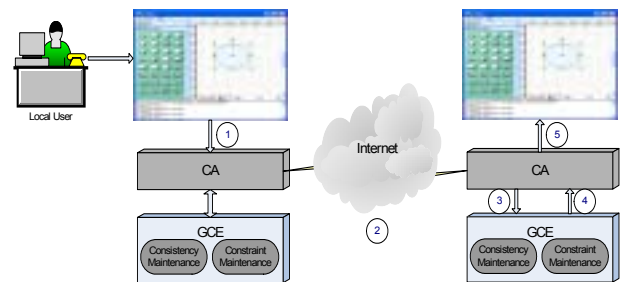 Local User
1
CA
GCE
Consistency
Maintenance
Constraint
Maintenance
Internet
2
5
CA
3
4
GCE
Consistency
Maintenance
Constraint
Maintenance